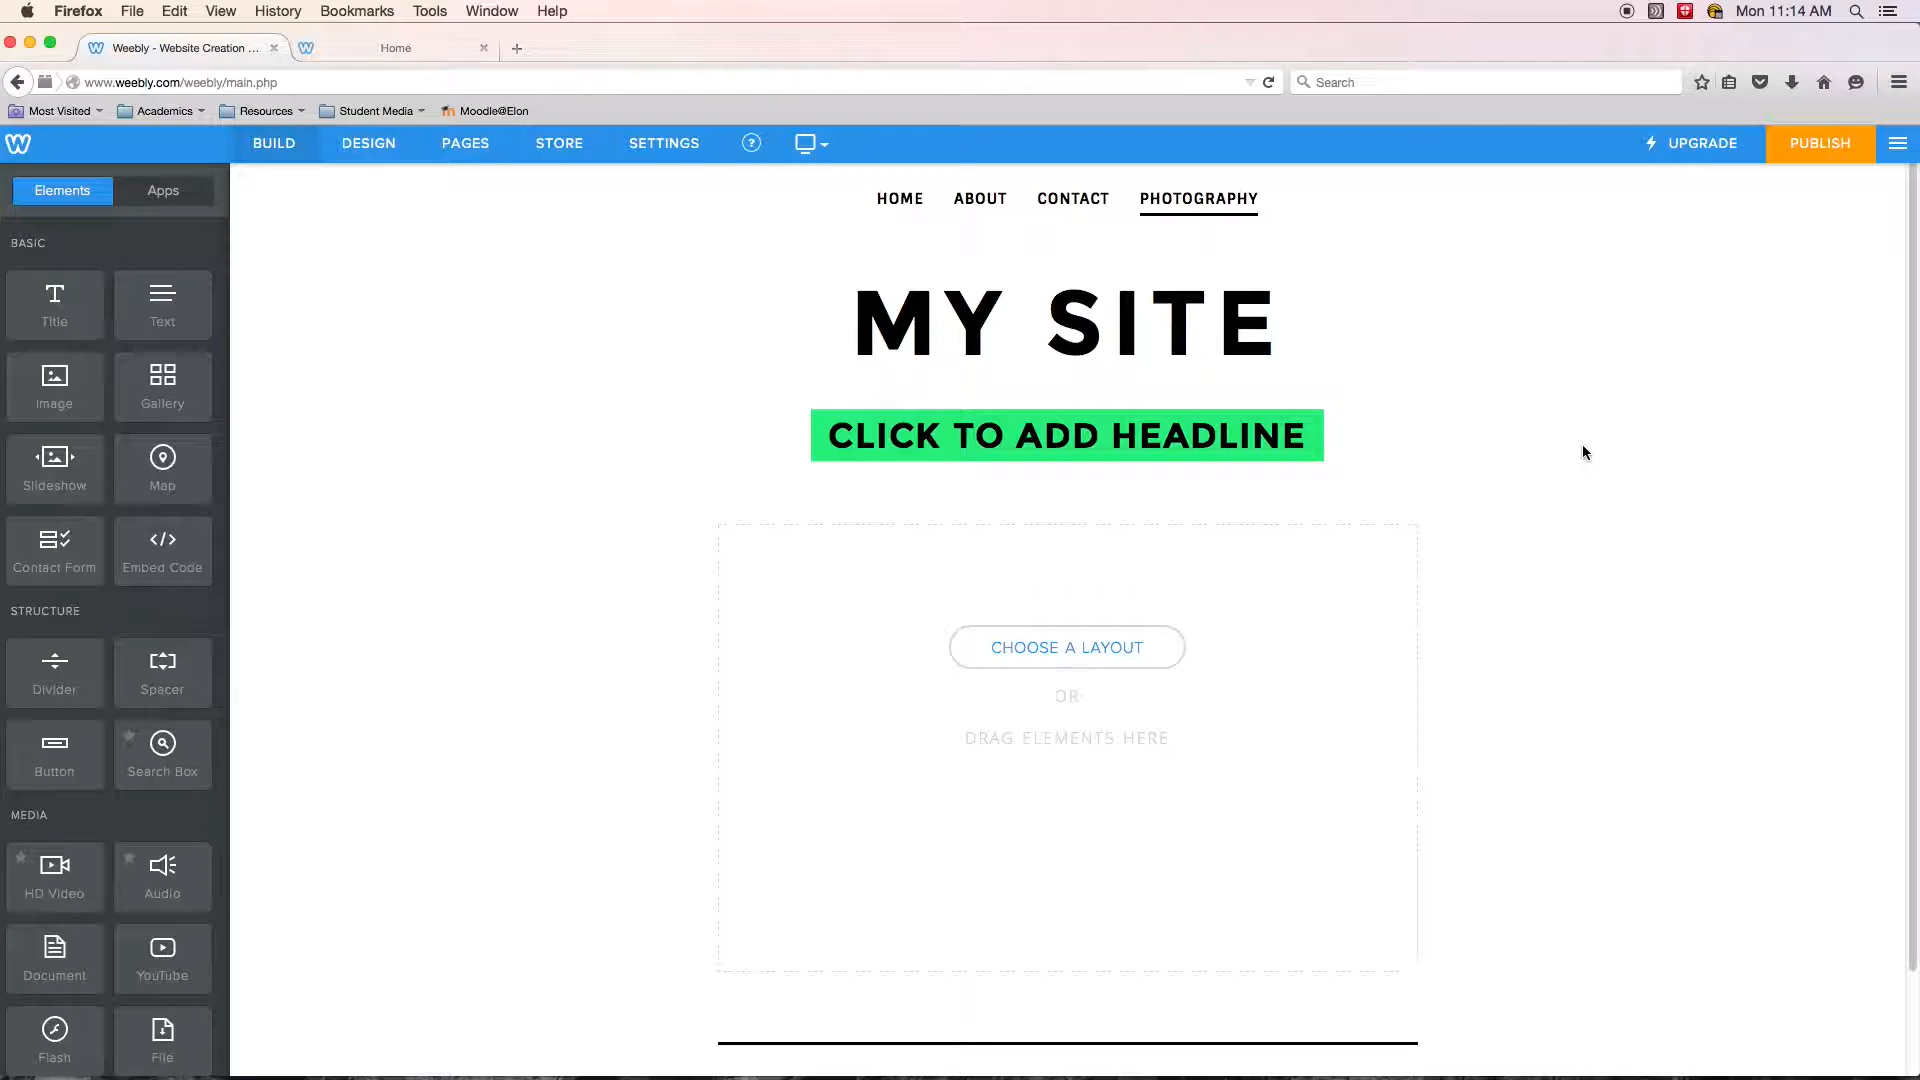 Firefox File Edit View History Bookmarks Tools Window Help Mon 11:14 AM
Weebly - Website Creation ... Home
www.weebly.com/weebly/main.php Search
Most Visited Academics Resources Student Media Moodle@Elon
BUILD DESIGN PAGES STORE SETTINGS ? UPGRADE PUBLISH
Elements Apps
HOME ABOUT CONTACT PHOTOGRAPHY
BASIC
Title Text
MY SITE
Image Gallery
CLICK TO ADD HEADLINE
Slideshow Map
Contact Form Embed Code
STRUCTURE
CHOOSE A LAYOUT
Divider Spacer
OR
DRAG ELEMENTS HERE
Button Search Box
MEDIA
HD Video Audio
Document YouTube
Flash File